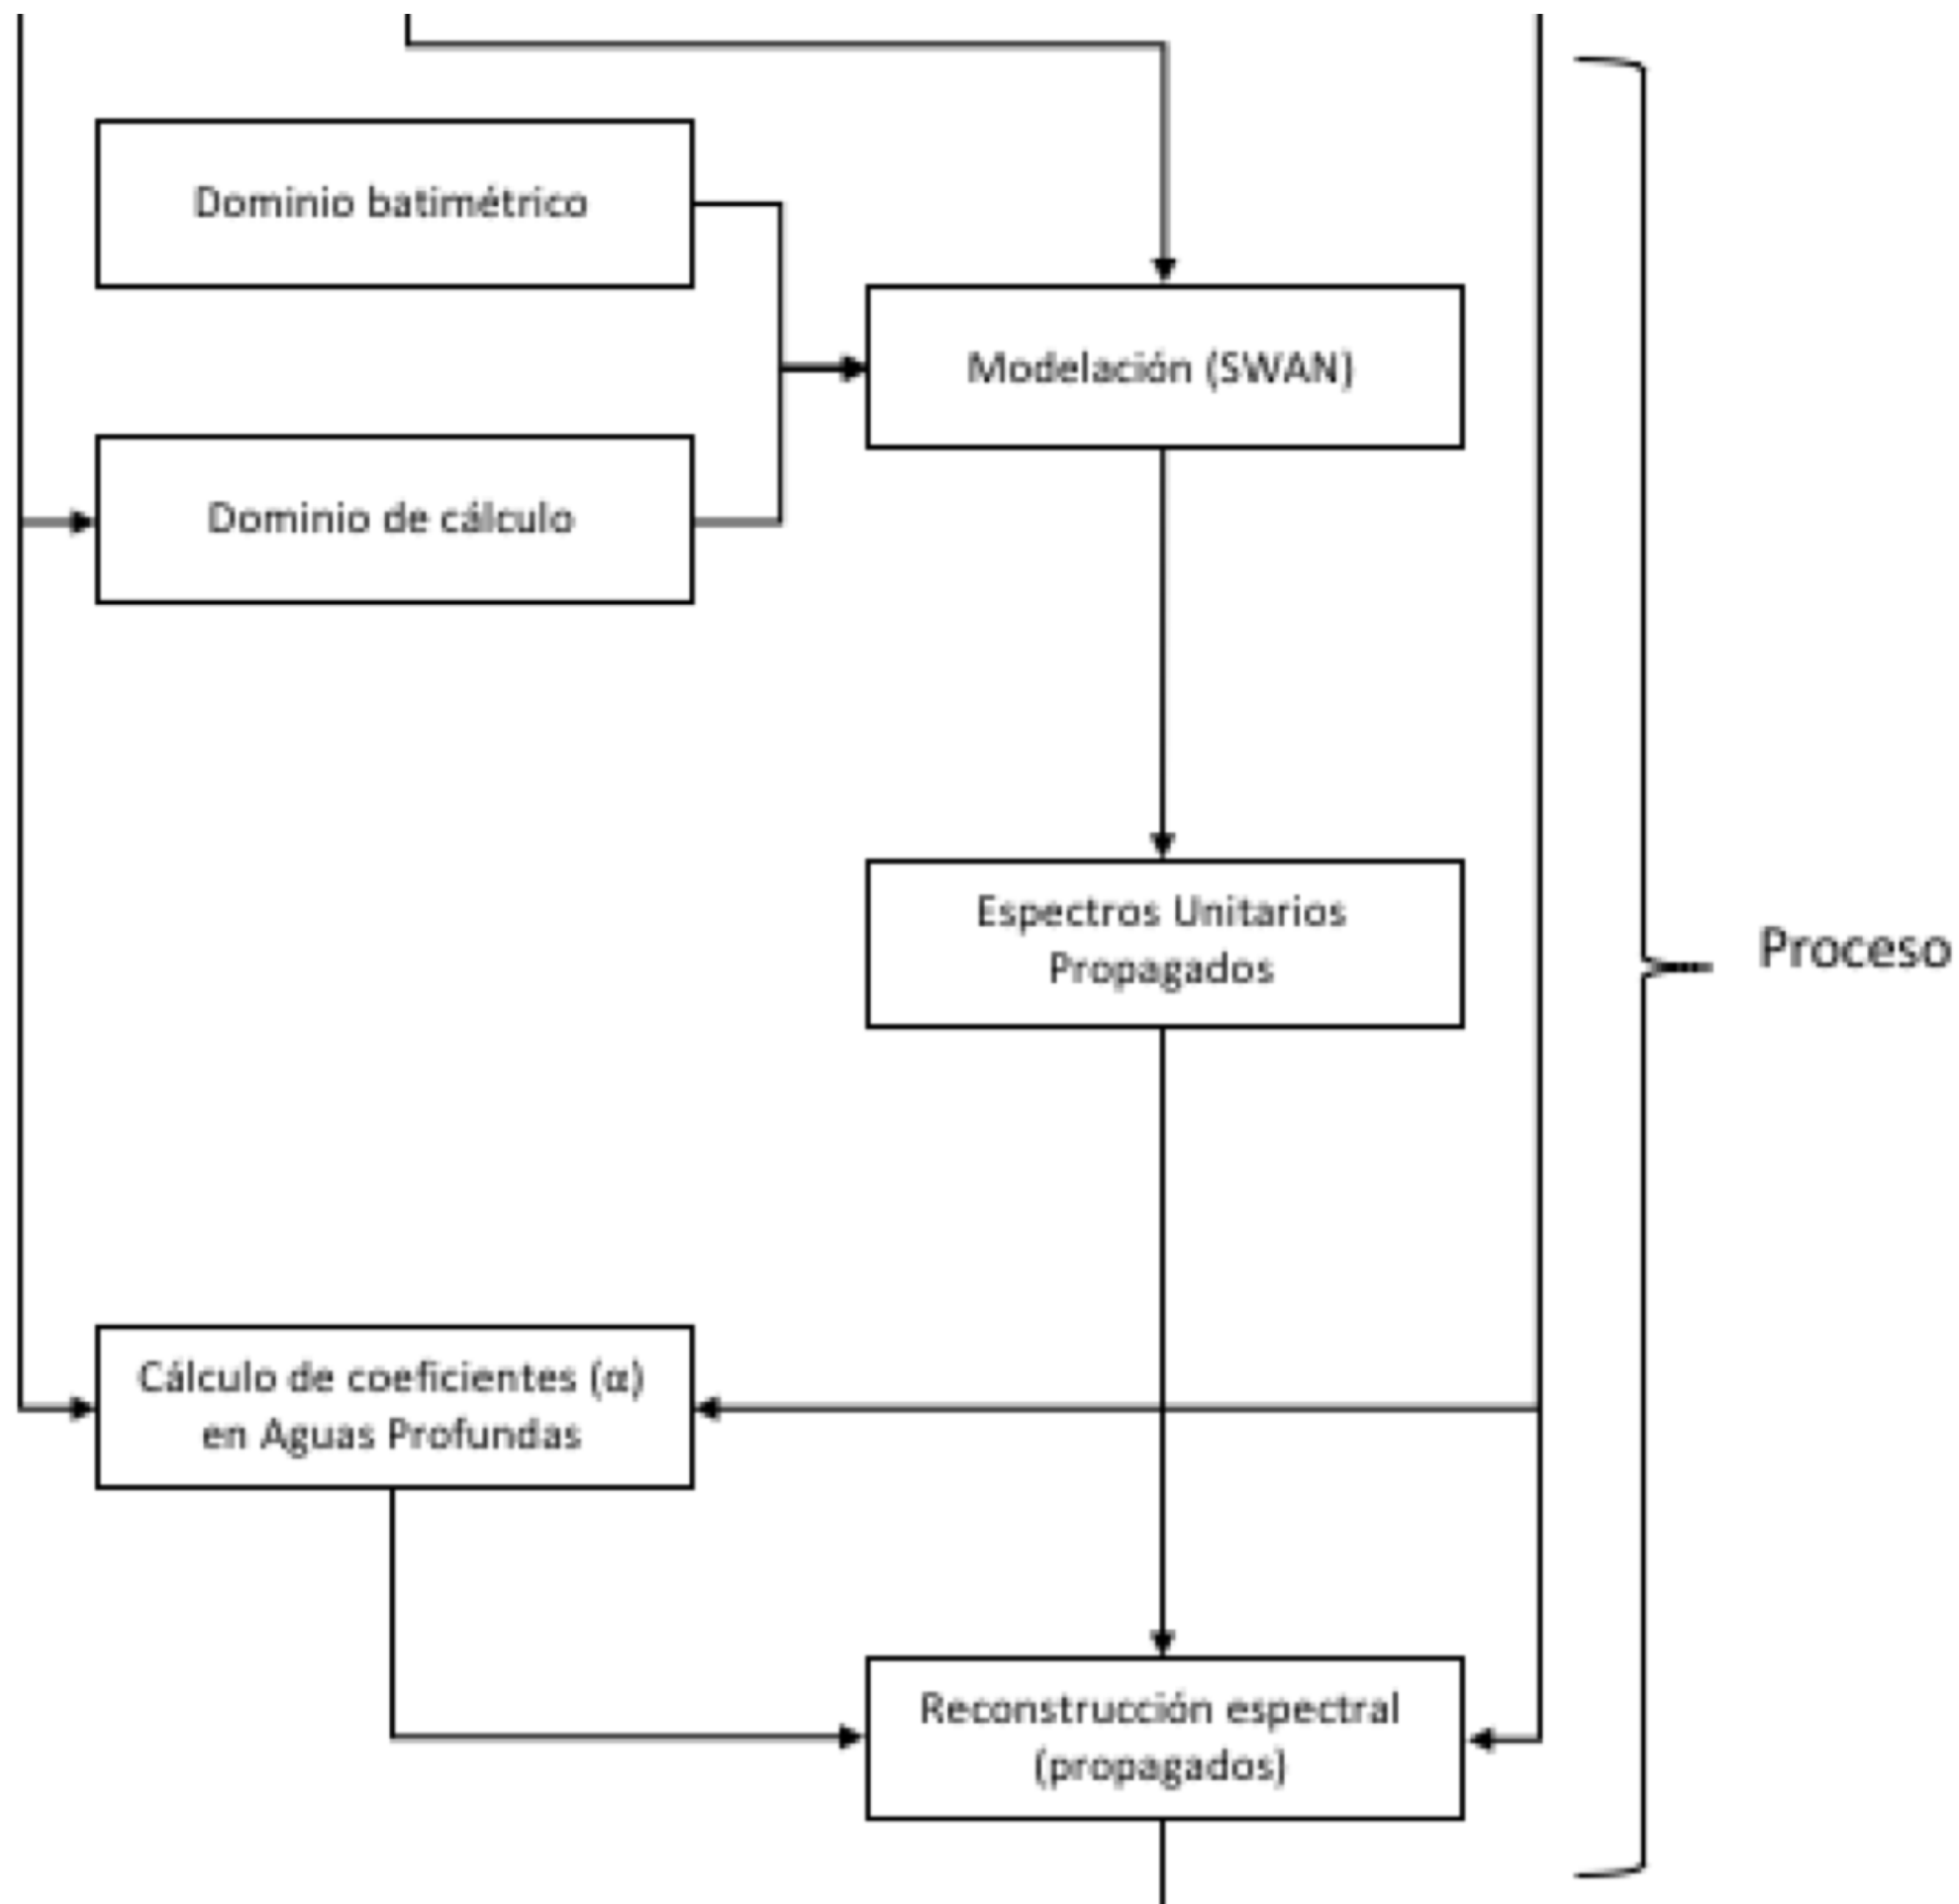 Dominio batimétrico
Modelación (SWAN)
Dominio de cálculo
Espectros Unitarios
Propagados
Proceso
Cálculo de coeficientes (α)
en Aguas Profundas
Reconstrucción espectral
(propagados)